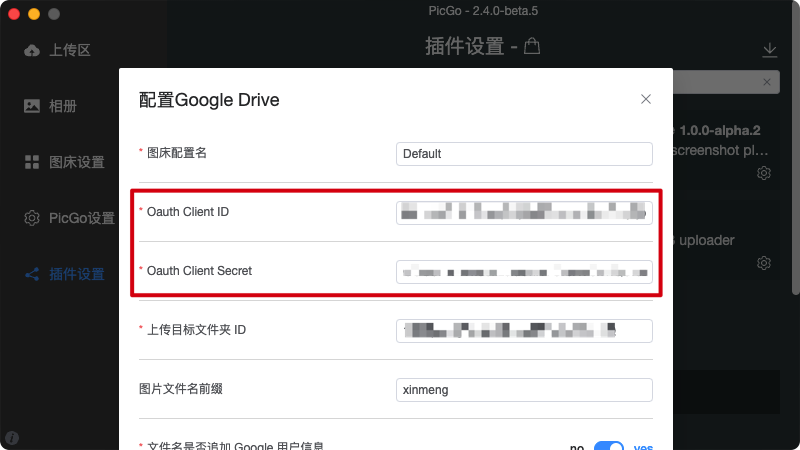 PicGo - 2.4.0-beta.5
上传区
相册
图床设置
PicGo设置
插件设置
插件设置 -
1.0.0-alpha.2
screenshot pl...
uploader
配置Google Drive
* 图床配置名
Default
* Oauth Client ID
* Oauth Client Secret
* 上传目标文件夹 ID
图片文件名前缀
xinmeng
* 文件名是否追加 Google 用户信息
no
yes